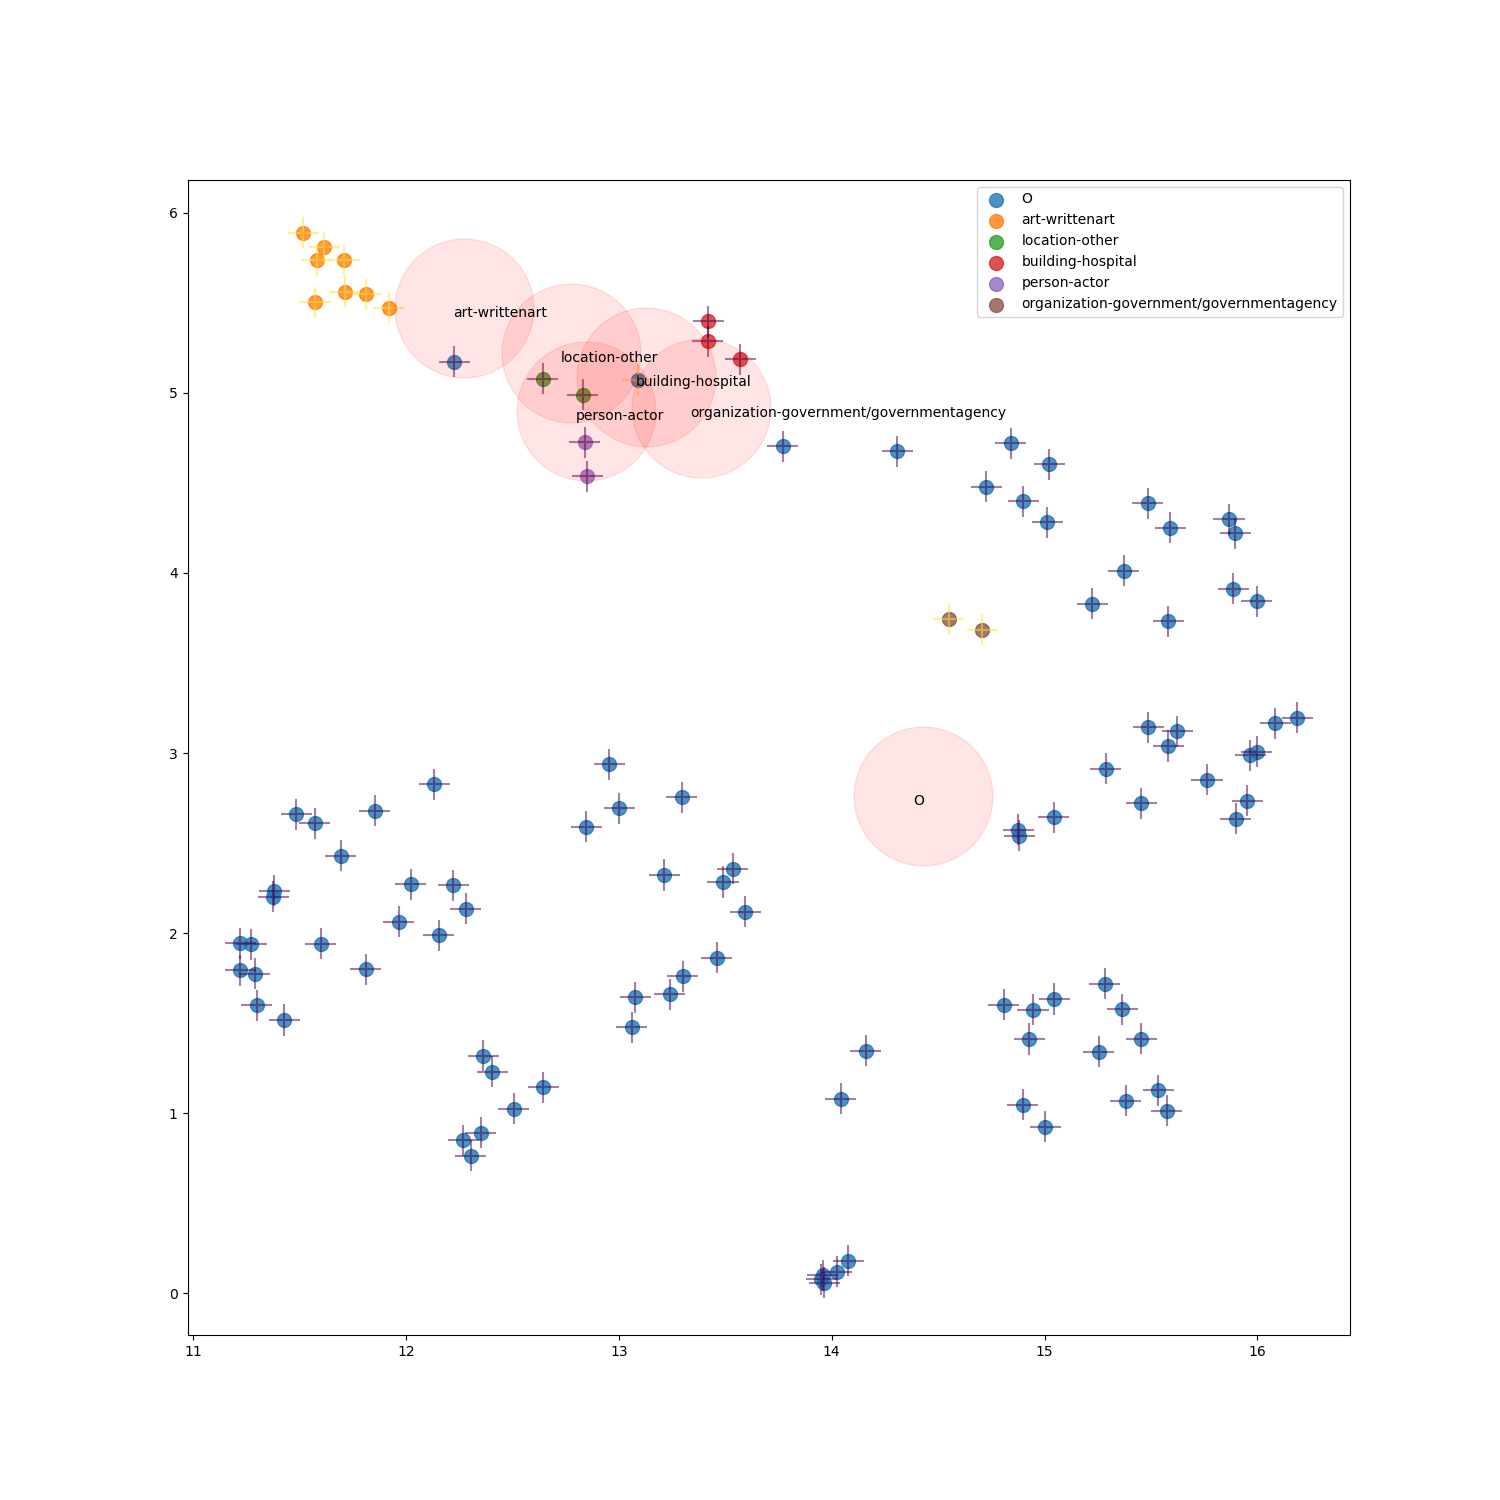 O
art-writtenart
location-other
building-hospital
person-actor
organization-government/governmentagency
art-writtenart
location-other
building-hospital
person-actor
organization-government/governmentagency
O
6
5
4
3
2
1
0
11 12 13 14 15 16